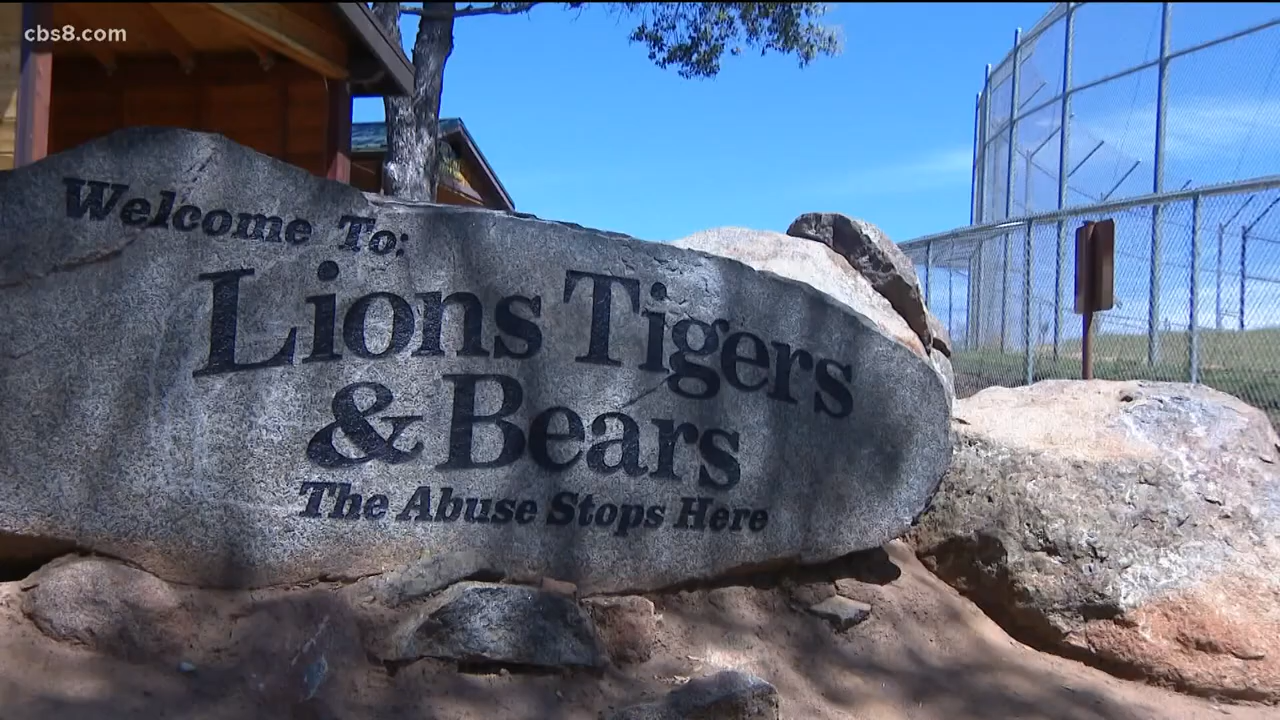 cbs8.com
Welcome To:
Lions Tigers
& Bears
The Abuse Stops Here